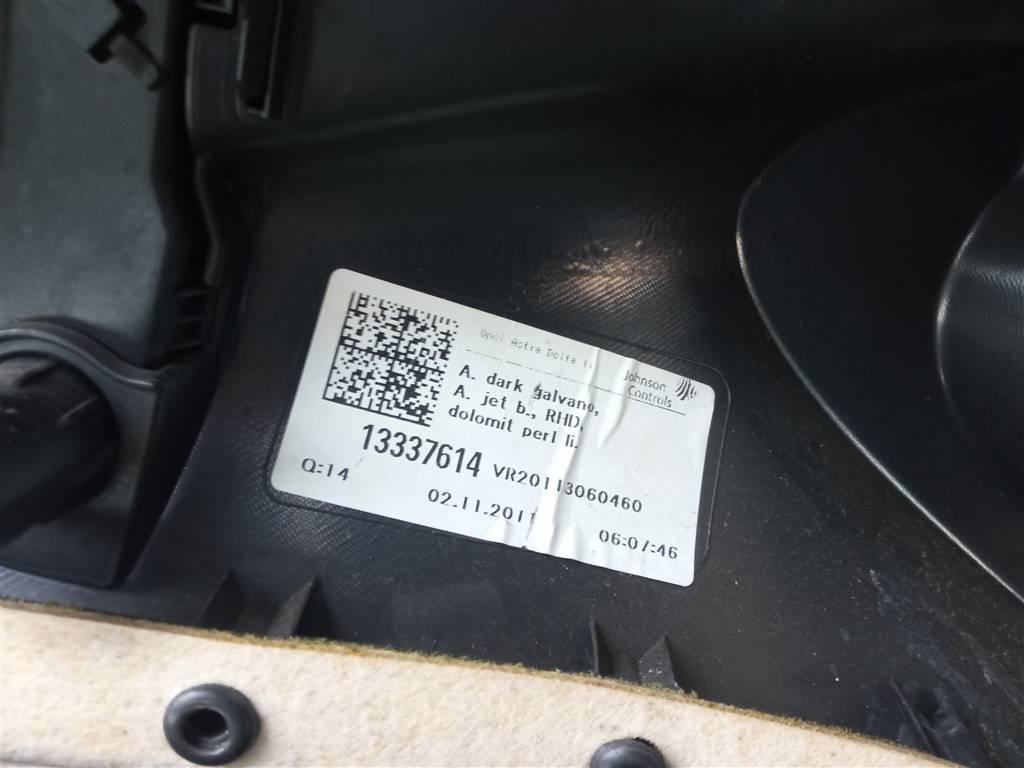 Opel Astra Delta II
Johnson
Controls
A. dark galvano,
A. jet b., RHD,
dolomit perl li.
13337614 VR20113060460
Q:14
02.11.2011
06:07:46